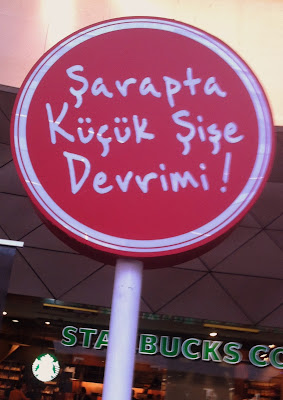 Şarapta
Küçük Şişe
Devrimi!
STARBUCKS CO